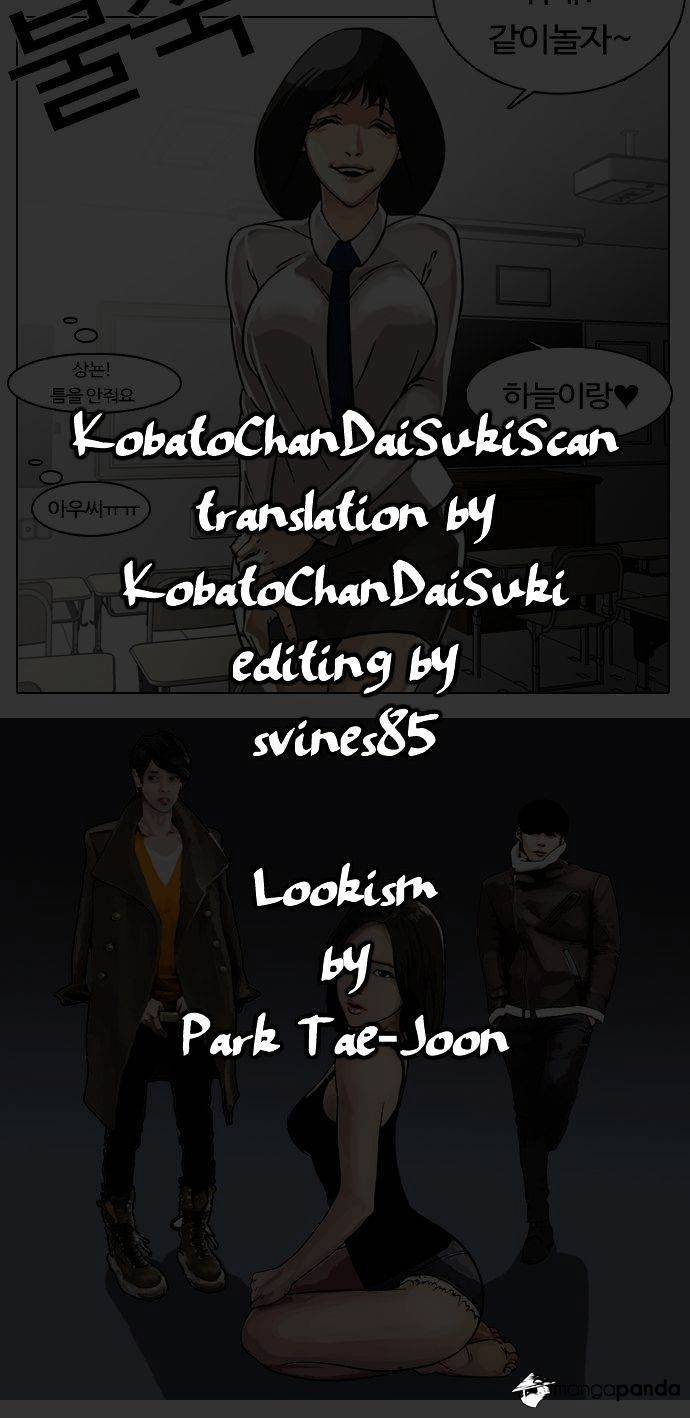 불쑥
같이놀자~
상뇬!
틈을 안줘요
하늘이랑♥
아우씨ㅠㅠ
KobatoChanDaiSukiScan
translation by
KobatoChanDaiSuki
editing by
svines85
Lookism
by
Park Tae-Joon
mangapanda